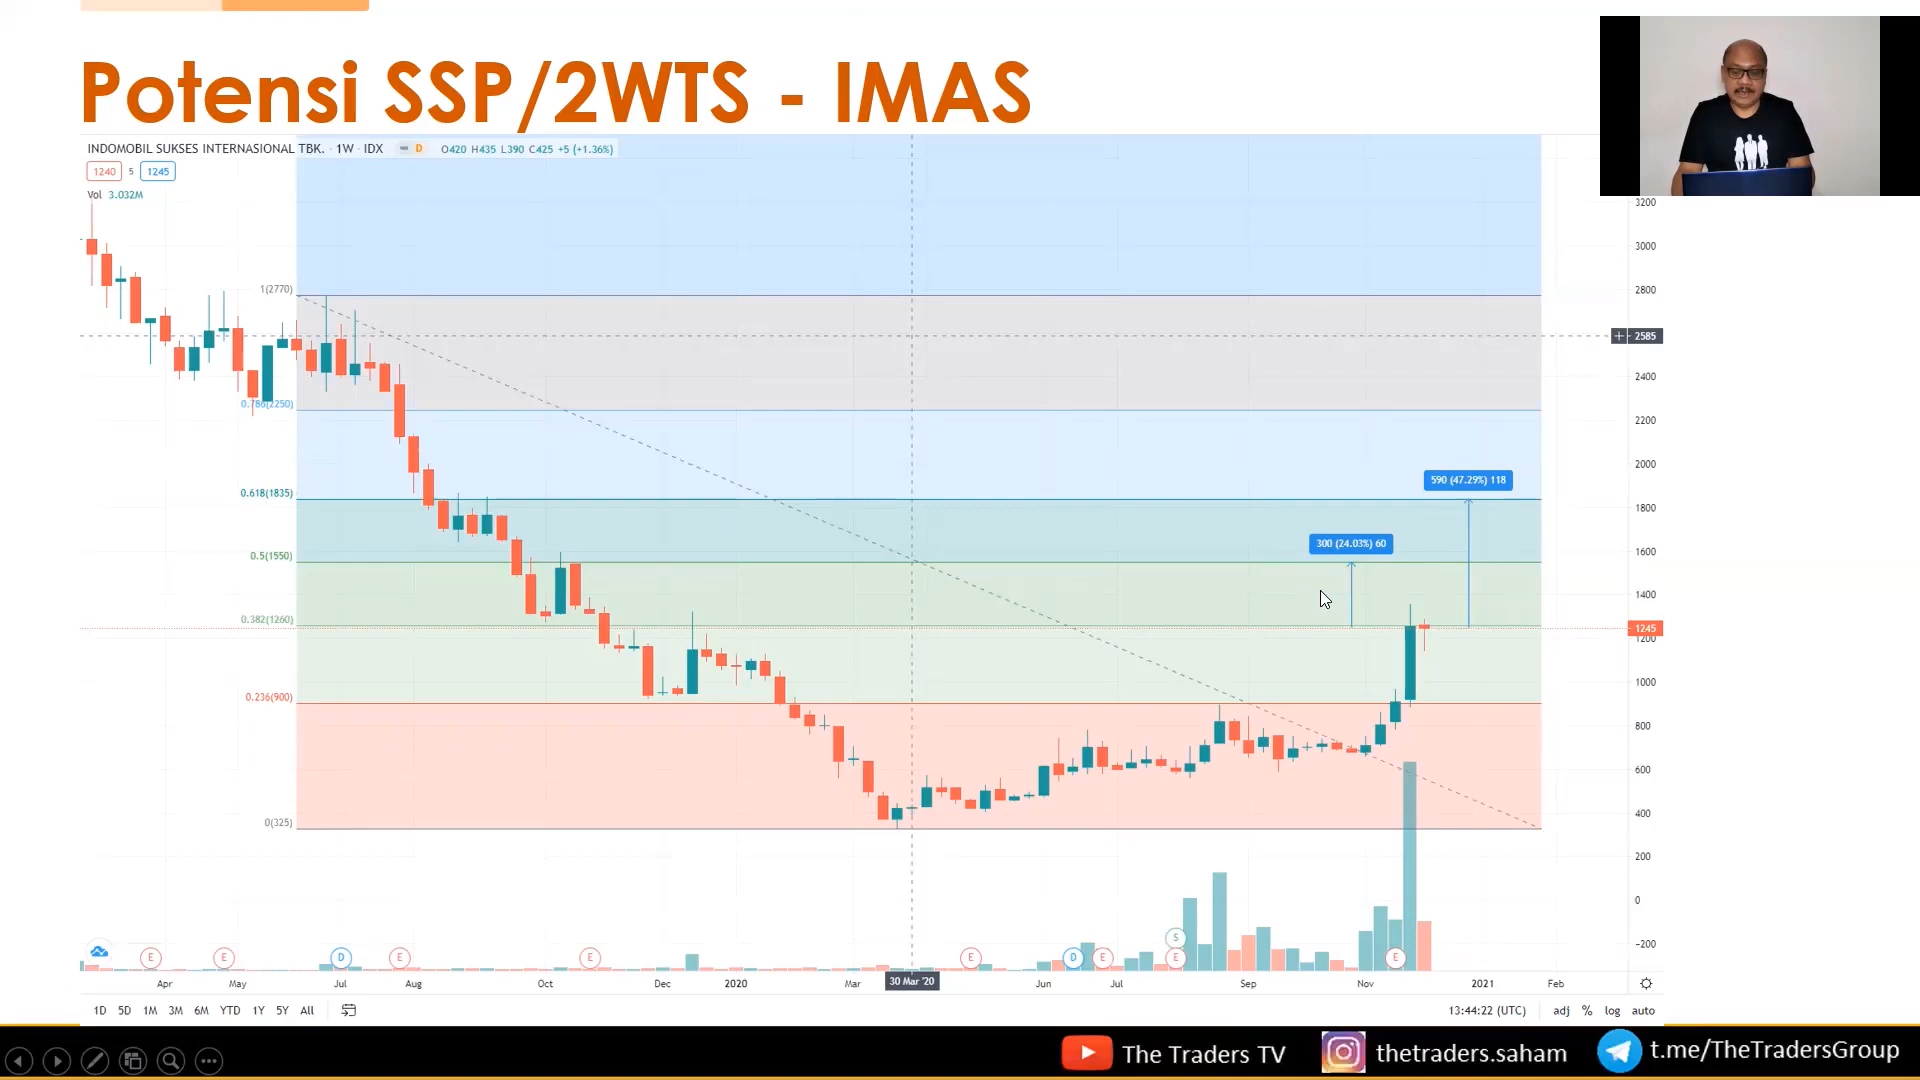 Potensi SSP/2WTS - IMAS
INDOMOBIL SUKSES INTERNASIONAL TBK. · 1W · IDX D O420 H435 L390 C425 +5 (+1.36%)
1240 5 1245
Vol 3.032M
3200
3000
1(2770)
2800
2585
2400
0.786(2250)
2200
2000
590 (47.29%) 118
0.618(1835)
1800
300 (24.03%) 60
0.5(1550)
1600
1400
0.382(1260)
1245
1200
1000
0.236(900)
800
600
0(325)
400
200
0
S
-200
E E D E E E D E E E
Apr May Jul Aug Oct Dec 2020 Mar 30 Mar '20 Jun Jul Sep Nov 2021 Feb
1D 5D 1M 3M 6M YTD 1Y 5Y All 13:44:22 (UTC) adj % log auto
The Traders TV thetraders.saham t.me/TheTradersGroup